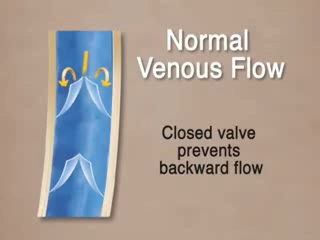 Normal
Venous Flow
Closed valve
prevents
backward flow